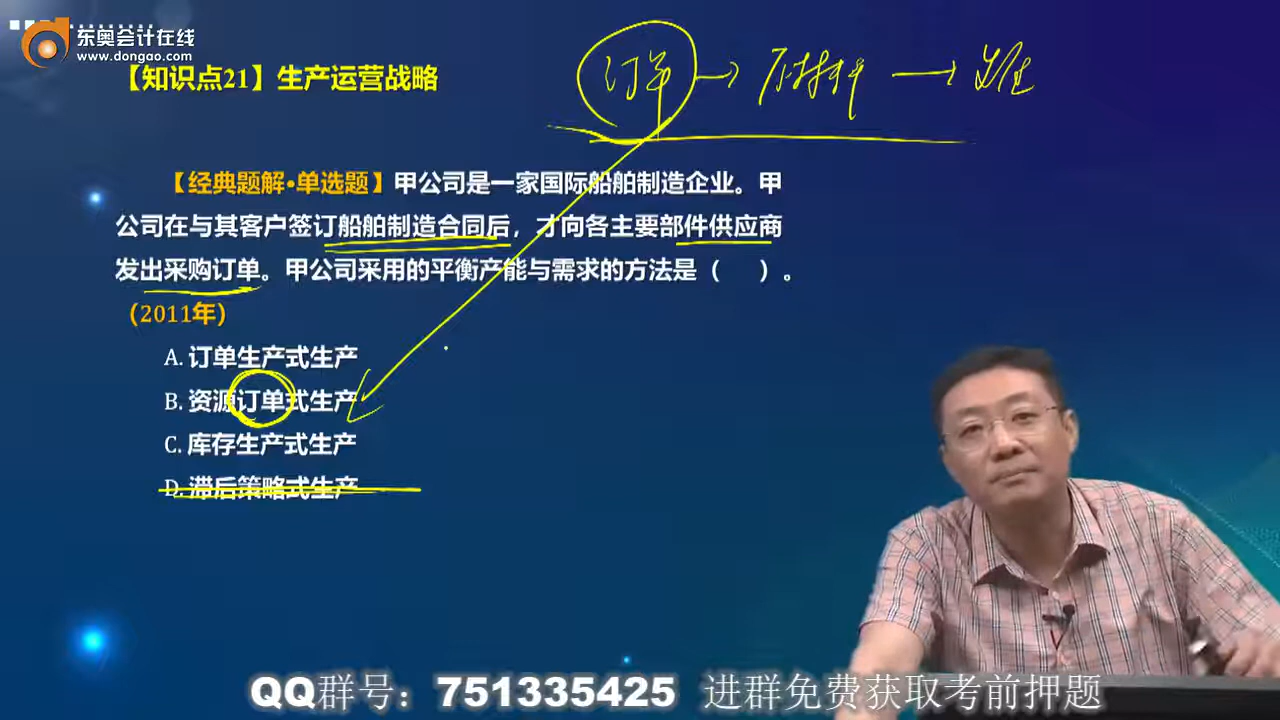 东奥会计在线
www.dongao.com
【知识点21】生产运营战略
订单 → 原材料 → 生产
【经典题解•单选题】甲公司是一家国际船舶制造企业。甲
公司在与其客户签订船舶制造合同后，才向各主要部件供应商
发出采购订单。甲公司采用的平衡产能与需求的方法是（ ）。
（2011年）
A. 订单生产式生产
B. 资源订单式生产
C. 库存生产式生产
D. 滞后策略式生产
QQ群号：751335425 进群免费获取考前押题